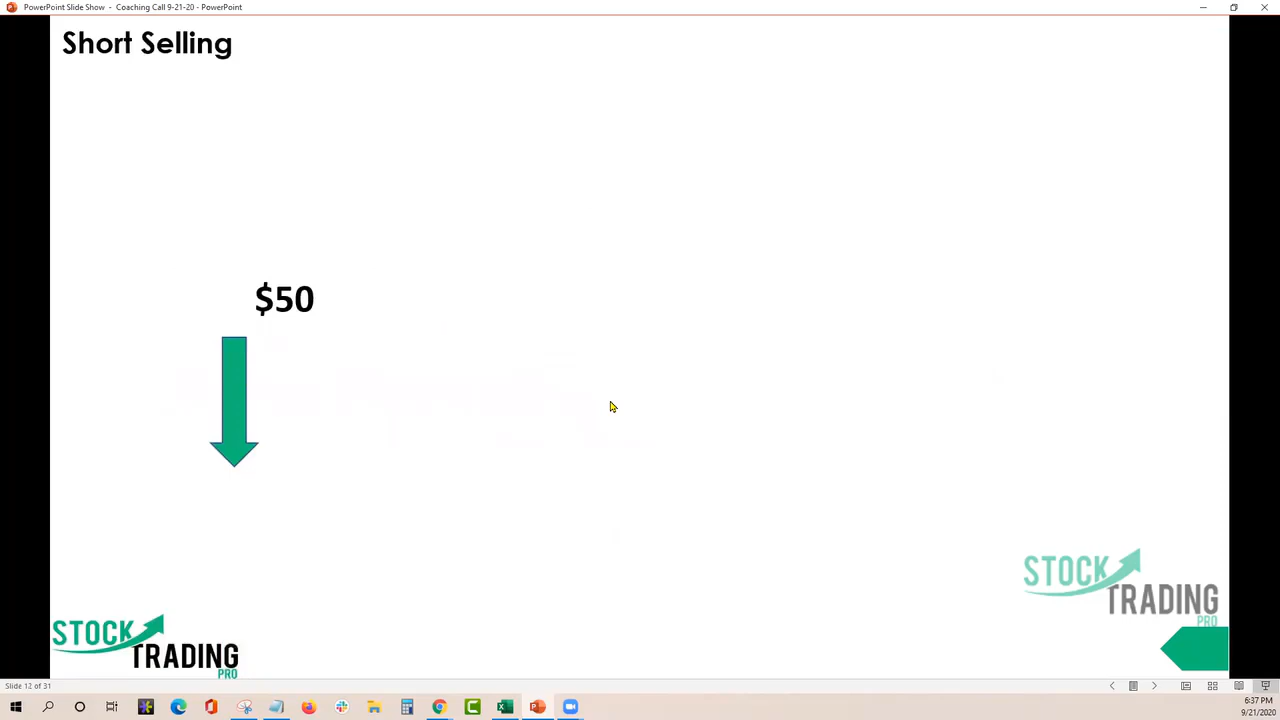 PowerPoint Slide Show - Coaching Call 9-21-20 - PowerPoint
Short Selling
$50
STOCK
TRADING
PRO
STOCK
TRADING
PRO
Slide 12 of 31
6:37 PM
9/21/2020